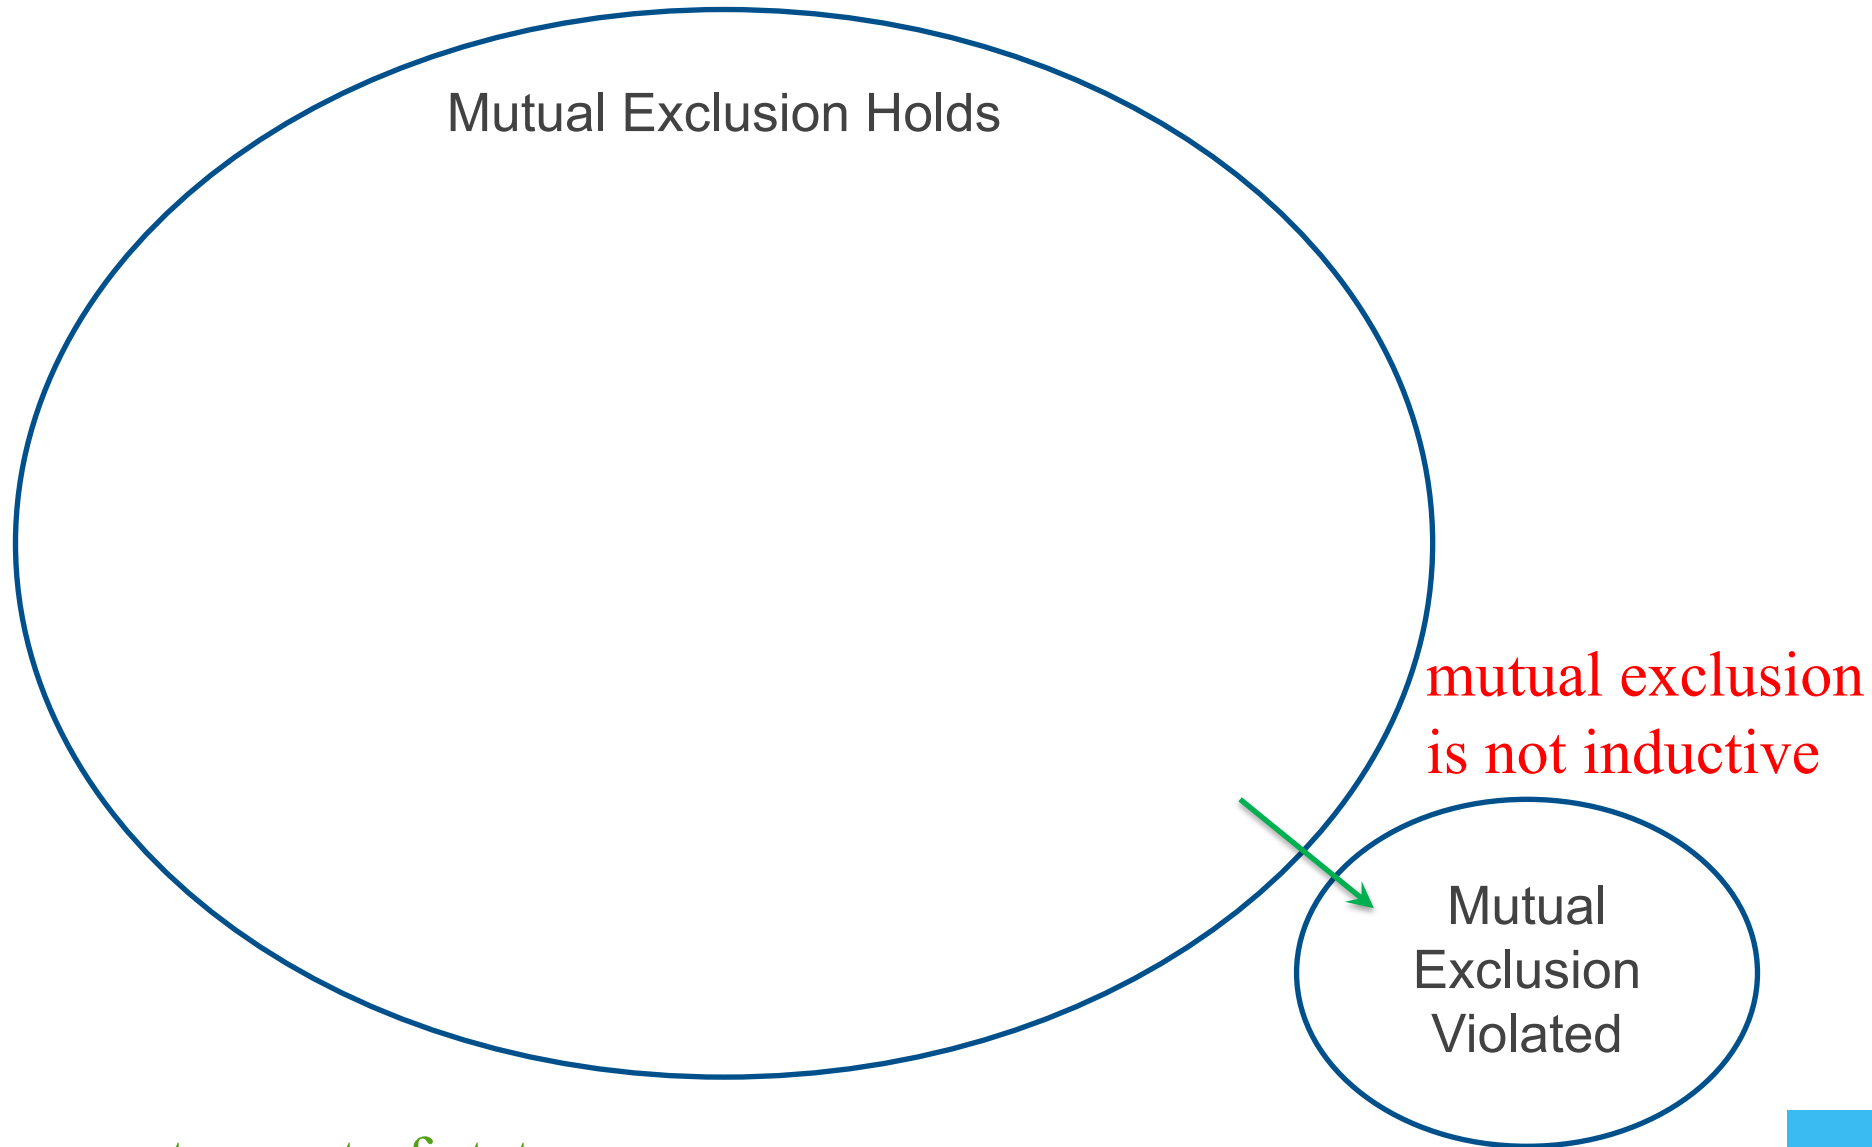 Mutual Exclusion Holds
mutual exclusion
is not inductive
Mutual
Exclusion
Violated